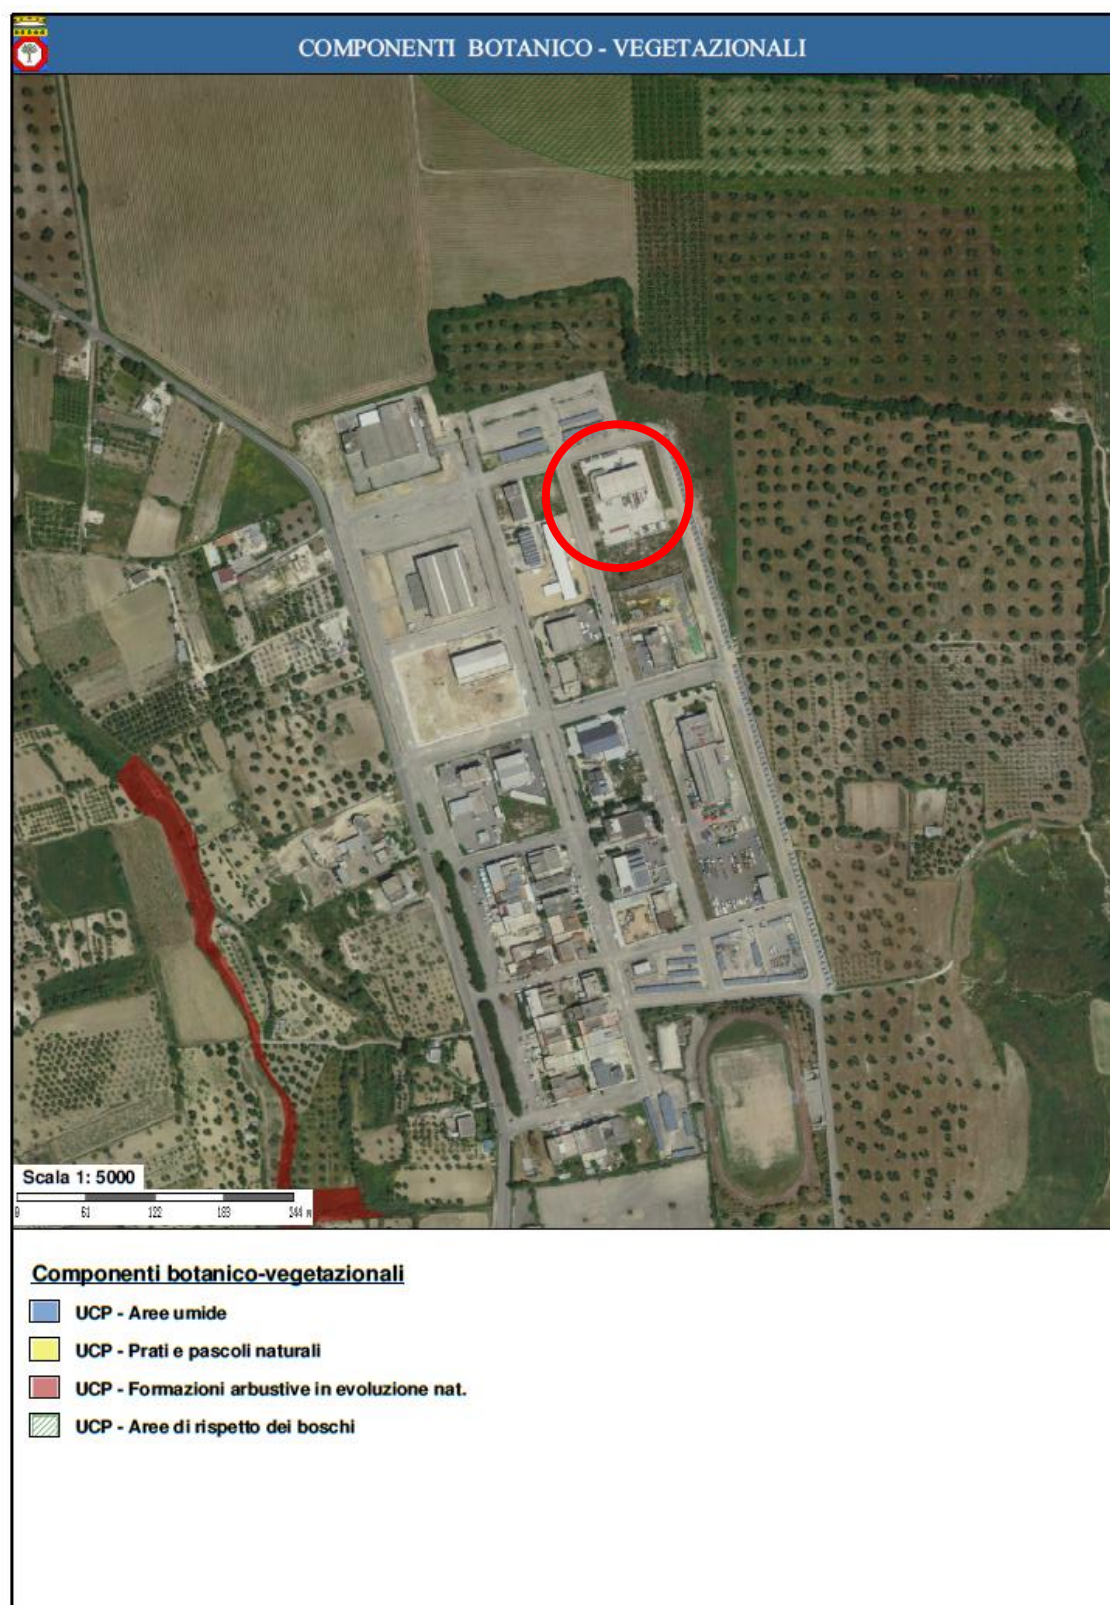 COMPONENTI BOTANICO - VEGETAZIONALI
Scala 1: 5000
0 61 122 183 244 m
Componenti botanico-vegetazionali
UCP - Aree umide
UCP - Prati e pascoli naturali
UCP - Formazioni arbustive in evoluzione nat.
UCP - Aree di rispetto dei boschi